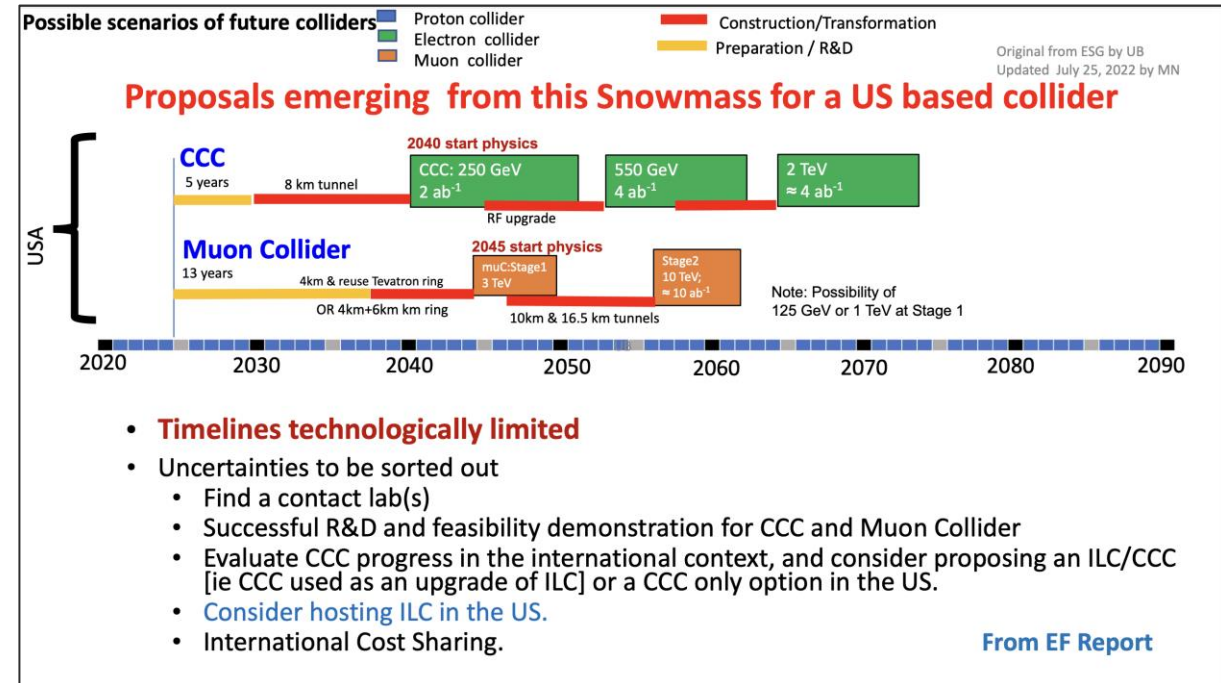 Possible scenarios of future colliders
Proton collider
Electron collider
Muon collider
Construction/Transformation
Preparation / R&D
Original from ESG by UB
Updated July 25, 2022 by MN
Proposals emerging from this Snowmass for a US based collider
USA
CCC
5 years
8 km tunnel
2040 start physics
CCC: 250 GeV
2 ab-1
RF upgrade
550 GeV
4 ab-1
2 TeV
≈ 4 ab-1
Muon Collider
13 years
4km & reuse Tevatron ring
OR 4km+6km km ring
2045 start physics
muC:Stage1
3 TeV
10km & 16.5 km tunnels
Stage2
10 TeV;
≈ 10 ab-1
Note: Possibility of
125 GeV or 1 TeV at Stage 1
2020 2030 2040 2050 2060 2070 2080 2090
• Timelines technologically limited
• Uncertainties to be sorted out
• Find a contact lab(s)
• Successful R&D and feasibility demonstration for CCC and Muon Collider
• Evaluate CCC progress in the international context, and consider proposing an ILC/CCC
[ie CCC used as an upgrade of ILC] or a CCC only option in the US.
• Consider hosting ILC in the US.
• International Cost Sharing.
From EF Report